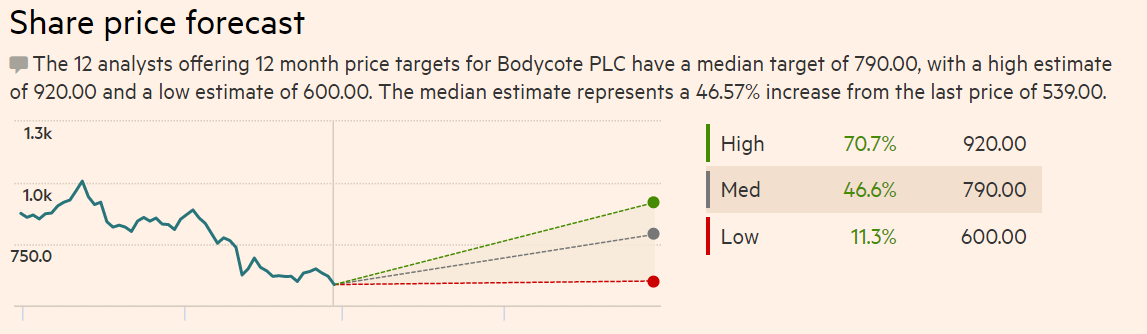 Share price forecast
The 12 analysts offering 12 month price targets for Bodycote PLC have a median target of 790.00, with a high estimate
of 920.00 and a low estimate of 600.00. The median estimate represents a 46.57% increase from the last price of 539.00.
1.3k
1.0k
750.0
High 70.7% 920.00
Med 46.6% 790.00
Low 11.3% 600.00